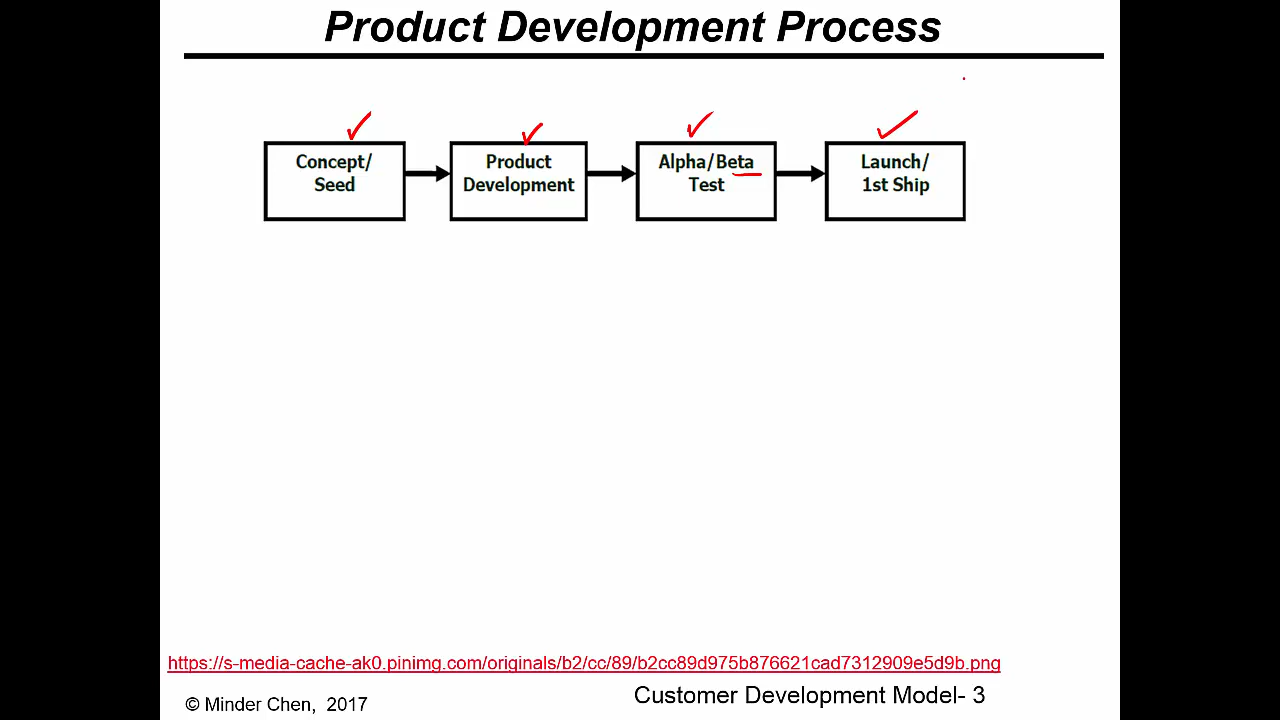 Product Development Process
Concept/
Seed
Product
Development
Alpha/Beta
Test
Launch/
1st Ship
https://s-media-cache-ak0.pinimg.com/originals/b2/cc/89/b2cc89d975b876621cad7312909e5d9b.png
© Minder Chen, 2017
Customer Development Model- 3